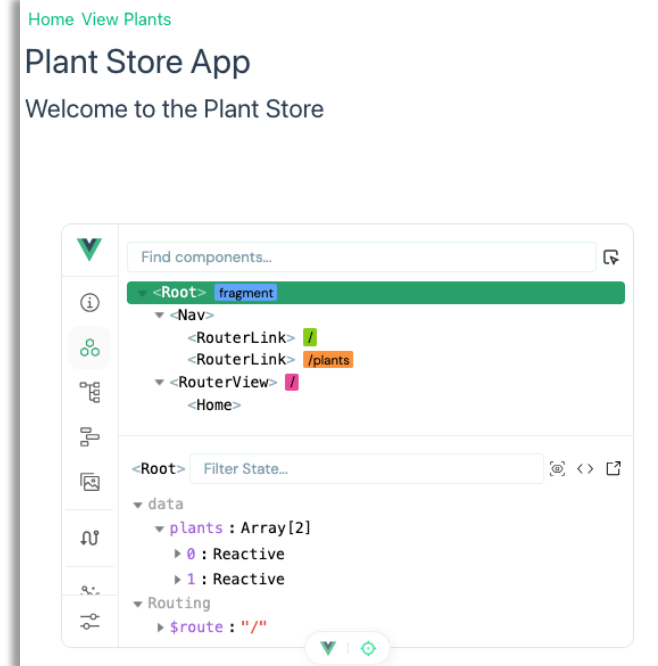 Home View Plants
Plant Store App
Welcome to the Plant Store
Find components...
<Root> fragment
<Nav>
<RouterLink> /
<RouterLink> /plants
<RouterView> /
<Home>
<Root> Filter State...
data
plants : Array[2]
0 : Reactive
1 : Reactive
Routing
$route : "/"